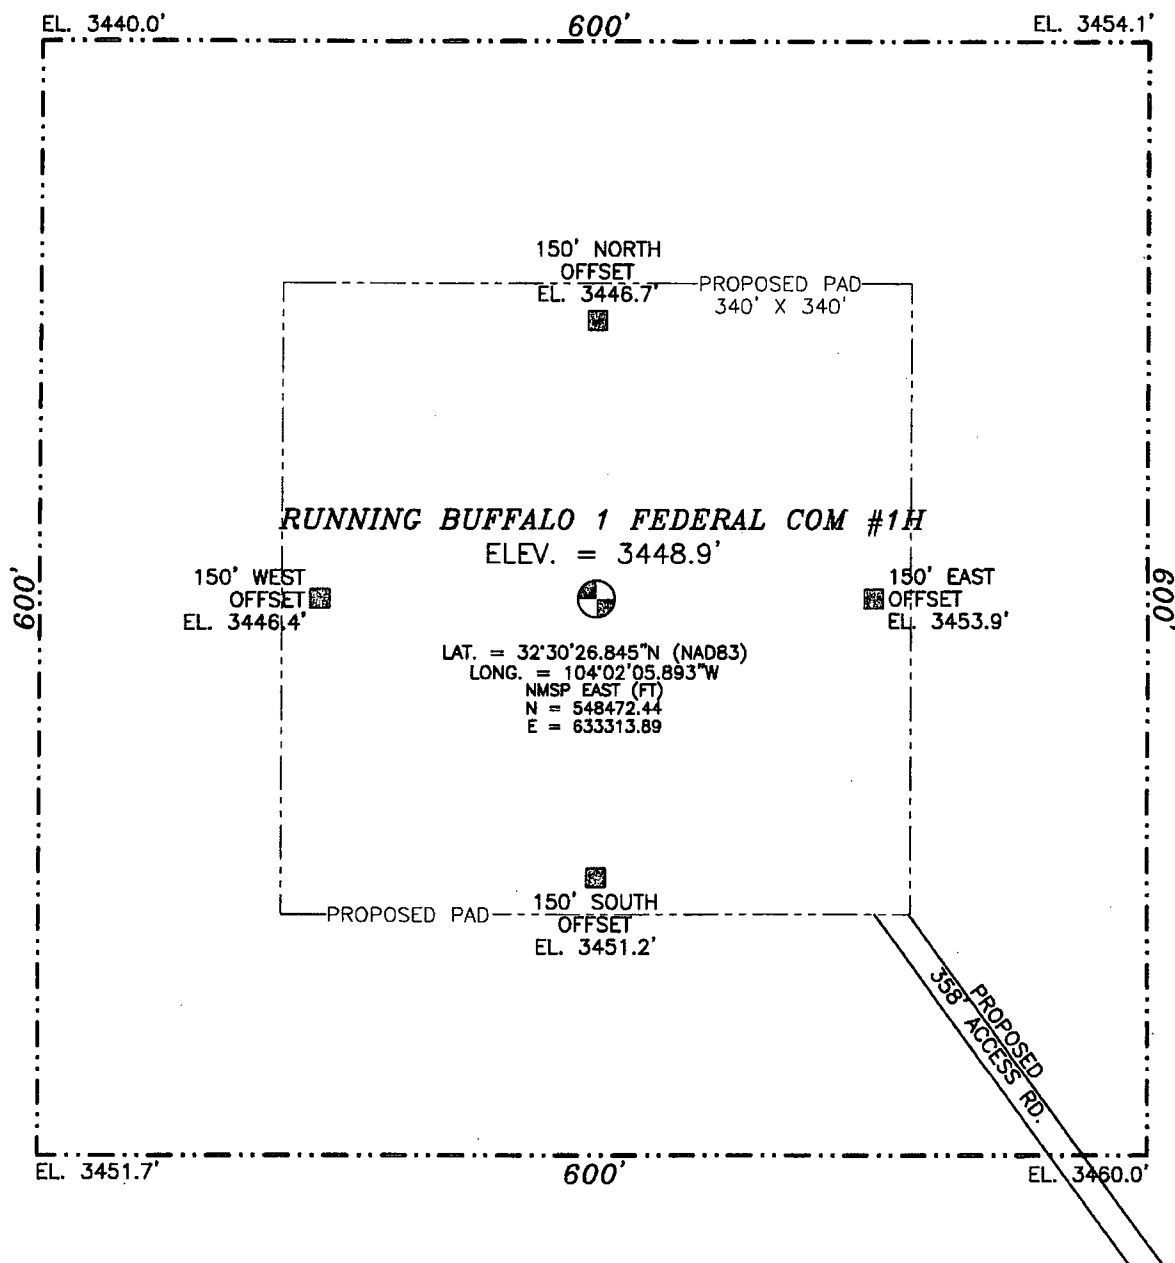 EL. 3440.0'
600'
EL. 3454.1'
150' NORTH
OFFSET
EL. 3446.7'
PROPOSED PAD
340' X 340'
RUNNING BUFFALO 1 FEDERAL COM #1H
ELEV. = 3448.9'
600'
150' WEST
OFFSET
EL. 3446.4'
150' EAST
OFFSET
EL. 3453.9'
600'
LAT. = 32°30'26.845"N (NAD83)
LONG. = 104°02'05.893"W
NMSP EAST (FT)
N = 548472.44
E = 633313.89
PROPOSED PAD
150' SOUTH
OFFSET
EL. 3451.2'
PROPOSED
358' ACCESS RD.
EL. 3451.7'
600'
EL. 3460.0'